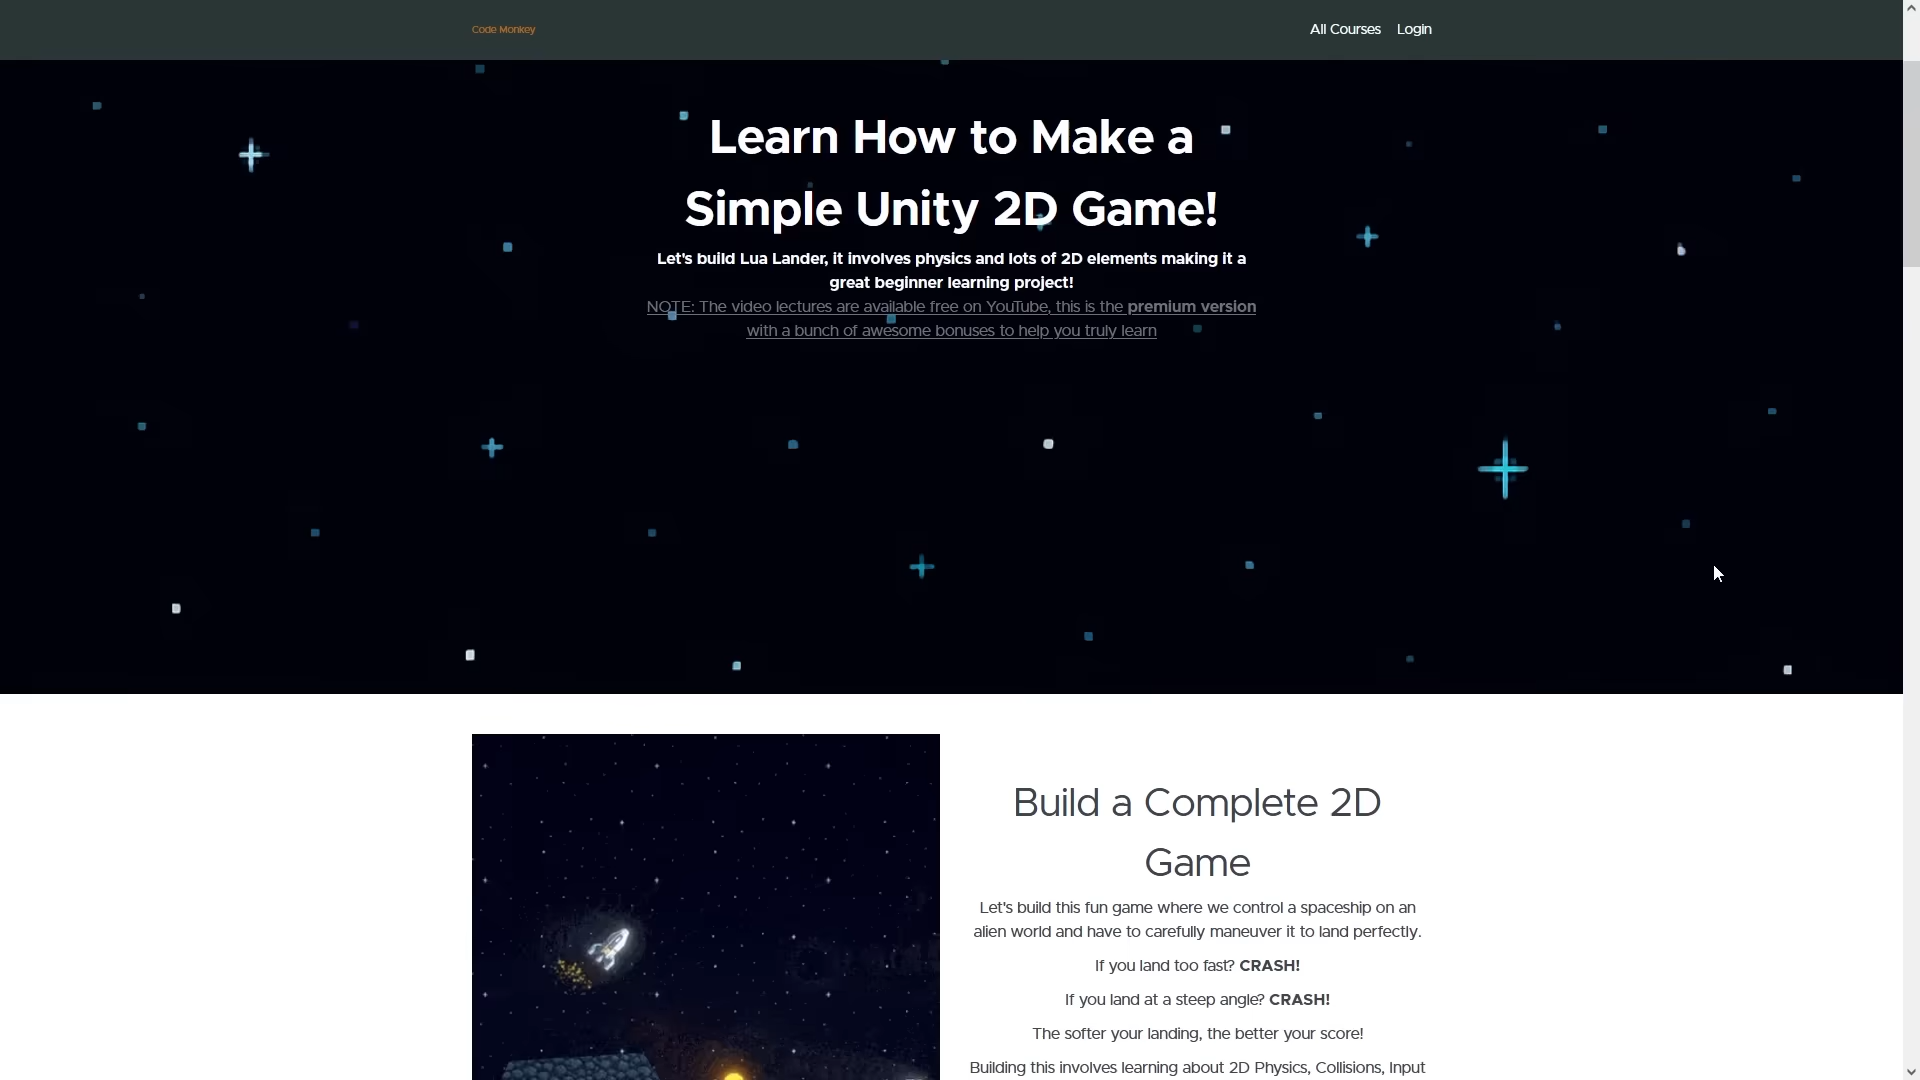 Code Monkey
All Courses
Login
Learn How to Make a
Simple Unity 2D Game!
Let's build Lua Lander, it involves physics and lots of 2D elements making it a
great beginner learning project!
NOTE: The video lectures are available free on YouTube, this is the premium version
with a bunch of awesome bonuses to help you truly learn
Build a Complete 2D
Game
Let's build this fun game where we control a spaceship on an
alien world and have to carefully maneuver it to land perfectly.
If you land too fast? CRASH!
If you land at a steep angle? CRASH!
The softer your landing, the better your score!
Building this involves learning about 2D Physics, Collisions, Input